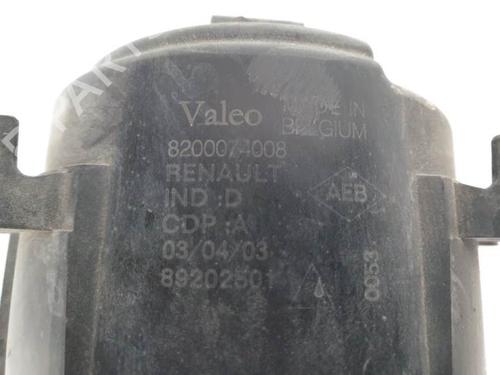 Valeo
MADE IN
BELGIUM
8200074008
RENAULT
IND :D
CDP :A
03/04/03
89202501
AEB
0053